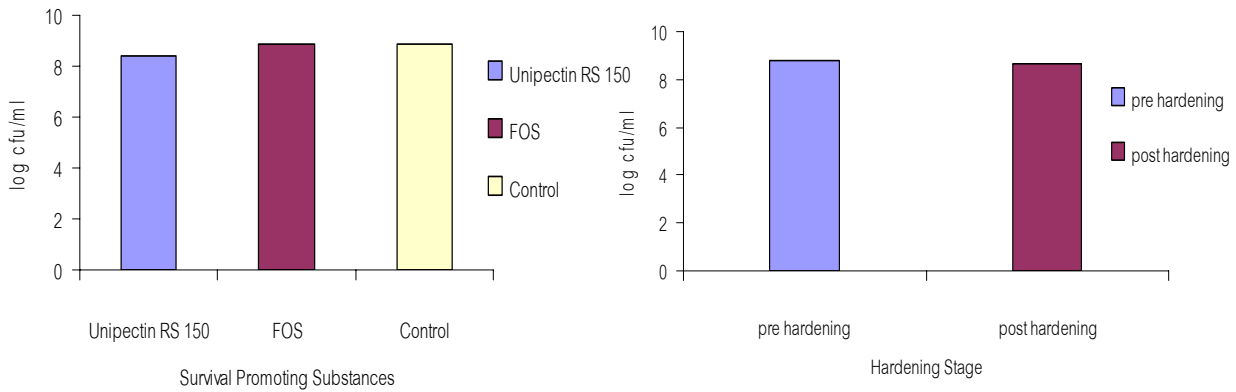 10
8
6
4
2
0
log cfu/ml
Unipectin RS 150
FOS
Control
Survival Promoting Substances
Unipectin RS 150
FOS
Control
10
8
6
4
2
0
log cfu/ml
pre hardening
post hardening
Hardening Stage
pre hardening
post hardening